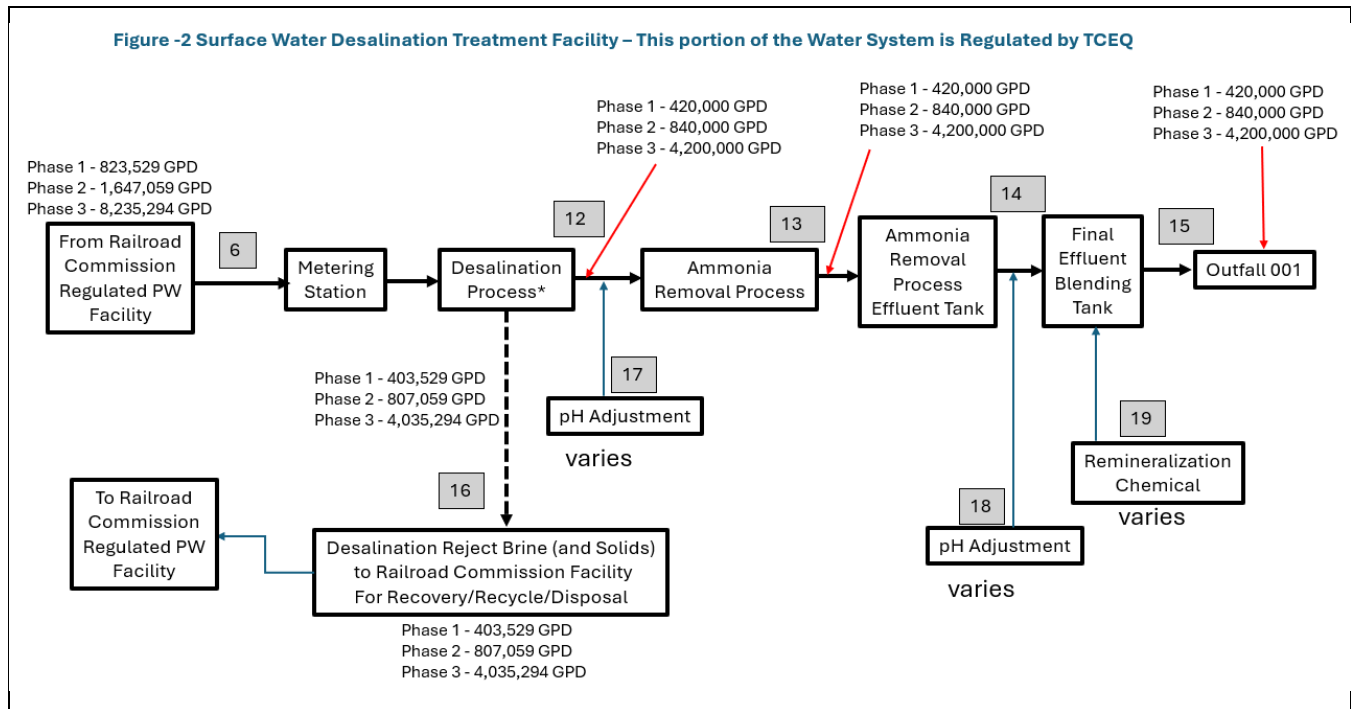 Figure -2 Surface Water Desalination Treatment Facility – This portion of the Water System is Regulated by TCEQ
Phase 1 - 823,529 GPD
Phase 2 - 1,647,059 GPD
Phase 3 - 8,235,294 GPD
From Railroad
Commission
Regulated PW
Facility
6
Metering
Station
Desalination
Process*
12
Phase 1 - 420,000 GPD
Phase 2 - 840,000 GPD
Phase 3 - 4,200,000 GPD
Ammonia
Removal Process
13
Phase 1 - 420,000 GPD
Phase 2 - 840,000 GPD
Phase 3 - 4,200,000 GPD
Ammonia
Removal
Process
Effluent Tank
14
Final
Effluent
Blending
Tank
15
Phase 1 - 420,000 GPD
Phase 2 - 840,000 GPD
Phase 3 - 4,200,000 GPD
Outfall 001
Phase 1 - 403,529 GPD
Phase 2 - 807,059 GPD
Phase 3 - 4,035,294 GPD
17
pH Adjustment
varies
18
pH Adjustment
varies
19
Remineralization
Chemical
varies
16
Desalination Reject Brine (and Solids)
to Railroad Commission Facility
For Recovery/Recycle/Disposal
Phase 1 - 403,529 GPD
Phase 2 - 807,059 GPD
Phase 3 - 4,035,294 GPD
To Railroad
Commission
Regulated PW
Facility